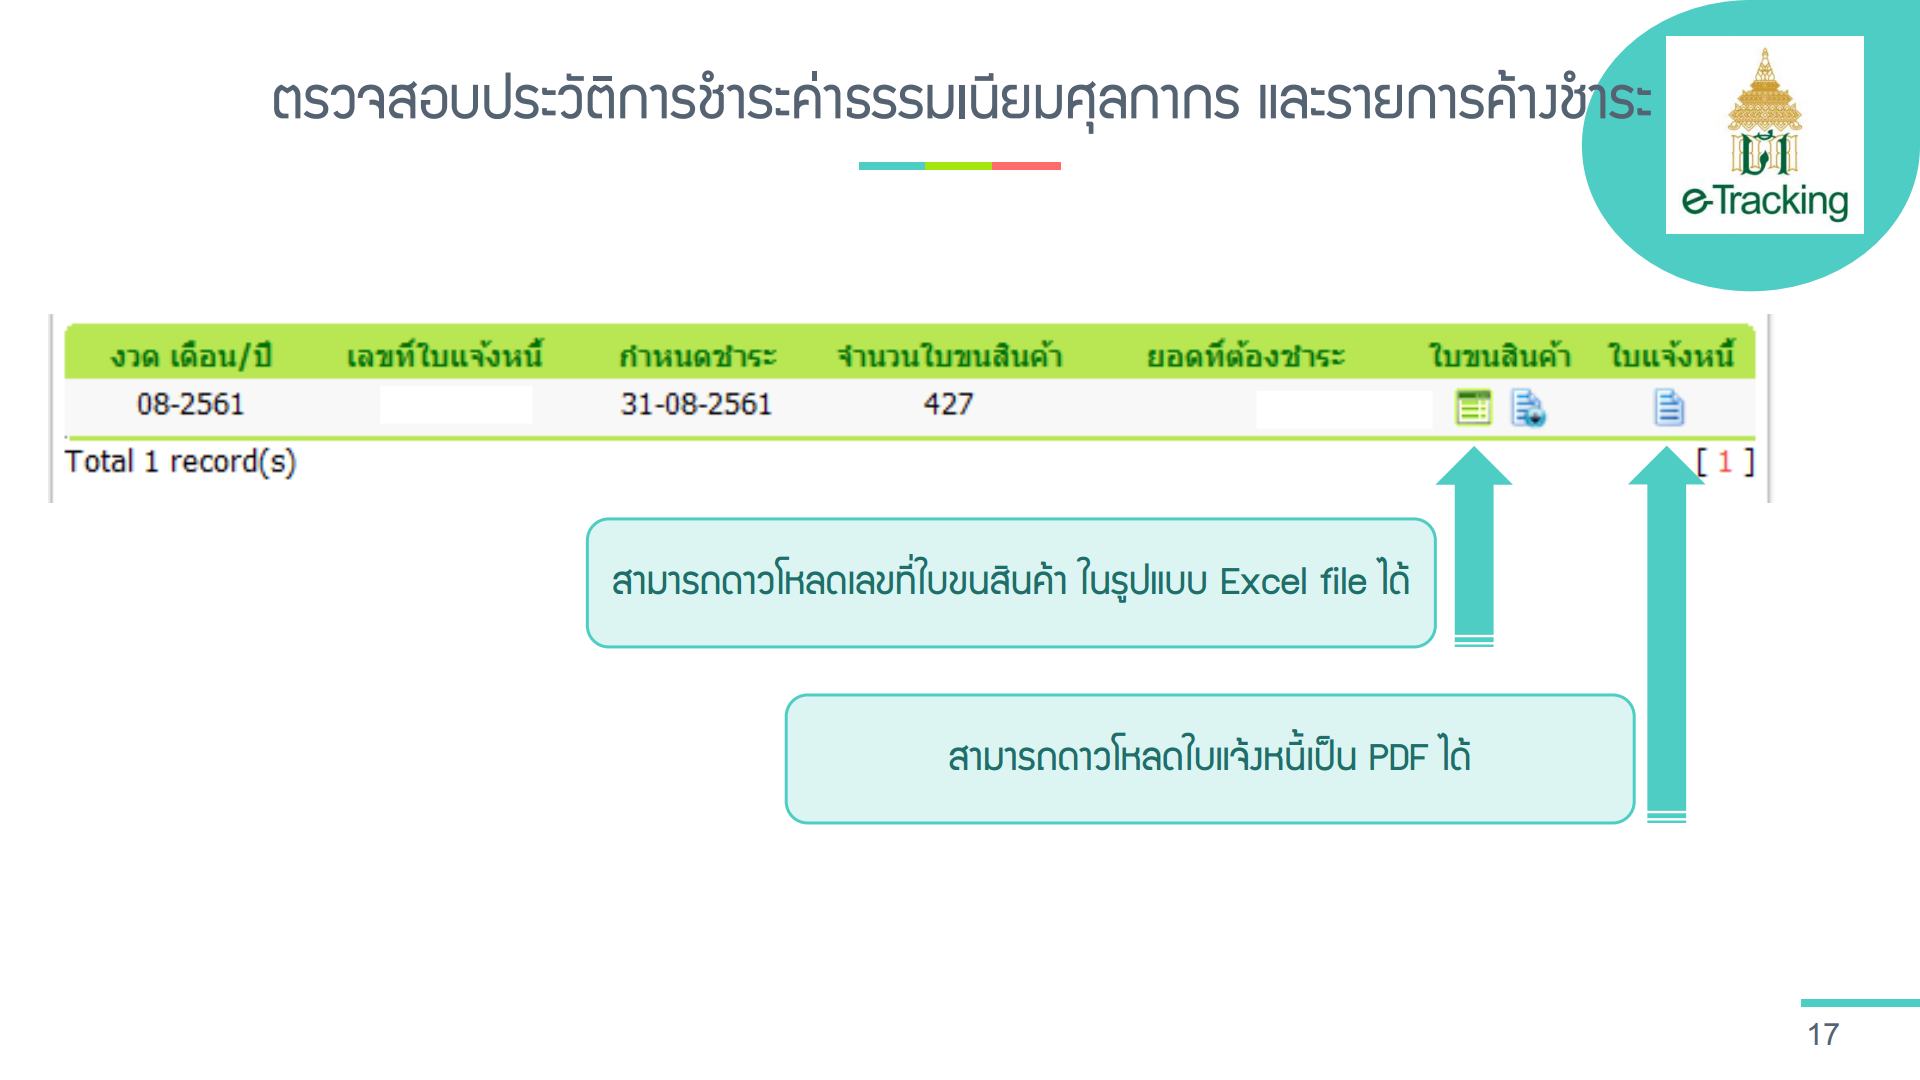 ตรวจสอบประวัติการชำระค่าธรรมเนียมศุลกากร และรายการค้างชำระ
e-Tracking
งวด เดือน/ปี เลขที่ใบแจ้งหนี้ กำหนดชำระ จำนวนใบขนสินค้า ยอดที่ต้องชำระ ใบขนสินค้า ใบแจ้งหนี้
08-2561 31-08-2561 427
Total 1 record(s) [ 1 ]
สามารถดาวโหลดเลขที่ใบขนสินค้า ในรูปแบบ Excel file ได้
สามารถดาวโหลดใบแจ้งหนี้เป็น PDF ได้
17